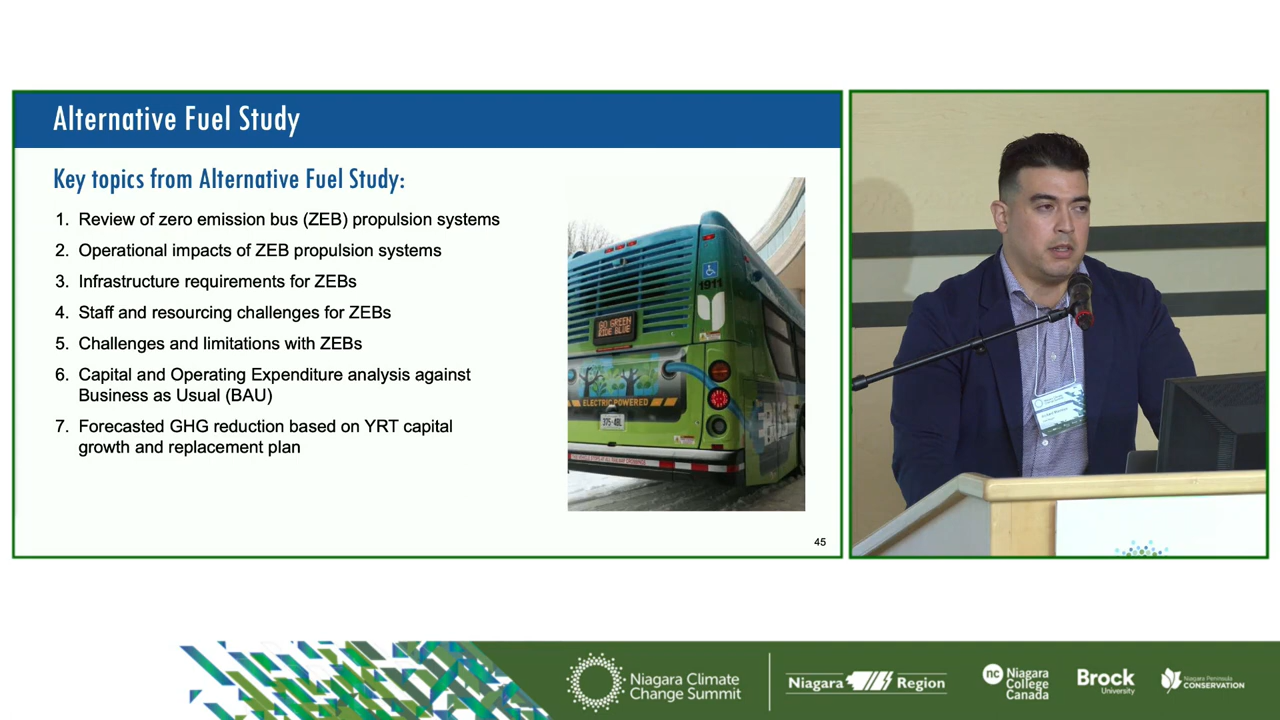 Alternative Fuel Study
Key topics from Alternative Fuel Study:
1. Review of zero emission bus (ZEB) propulsion systems
2. Operational impacts of ZEB propulsion systems
3. Infrastructure requirements for ZEBs
4. Staff and resourcing challenges for ZEBs
5. Challenges and limitations with ZEBs
6. Capital and Operating Expenditure analysis against
Business as Usual (BAU)
7. Forecasted GHG reduction based on YRT capital
growth and replacement plan
1911
GO GREEN
RIDE BLUE
ELECTRIC POWERED
45
Niagara Climate
Change Summit
Niagara Region
nc
Niagara
College
Canada
Brock
University
Niagara Peninsula
CONSERVATION